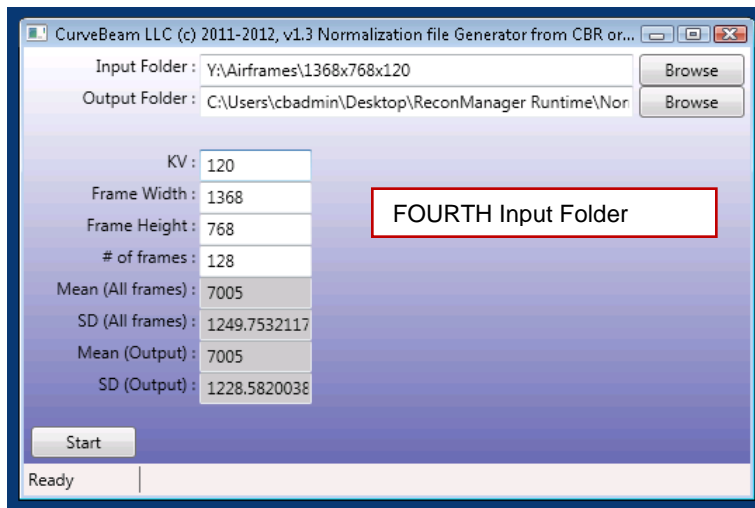 CurveBeam LLC (c) 2011-2012, v1.3 Normalization file Generator from CBR or...
Input Folder : Y:\Airframes\1368x768x120 Browse
Output Folder : C:\Users\cbadmin\Desktop\ReconManager Runtime\Nor Browse
KV : 120
Frame Width : 1368
FOURTH Input Folder
Frame Height : 768
# of frames : 128
Mean (All frames) : 7005
SD (All frames) : 1249.7532117
Mean (Output) : 7005
SD (Output) : 1228.5820038
Start
Ready